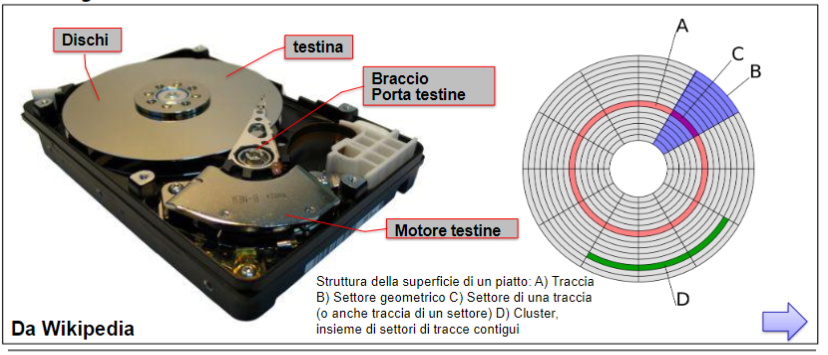 Dischi
testina
Braccio
Porta testine
Motore testine
A
C
B
D
Struttura della superficie di un piatto: A) Traccia
B) Settore geometrico C) Settore di una traccia
(o anche traccia di un settore) D) Cluster,
insieme di settori di tracce contigui
Da Wikipedia